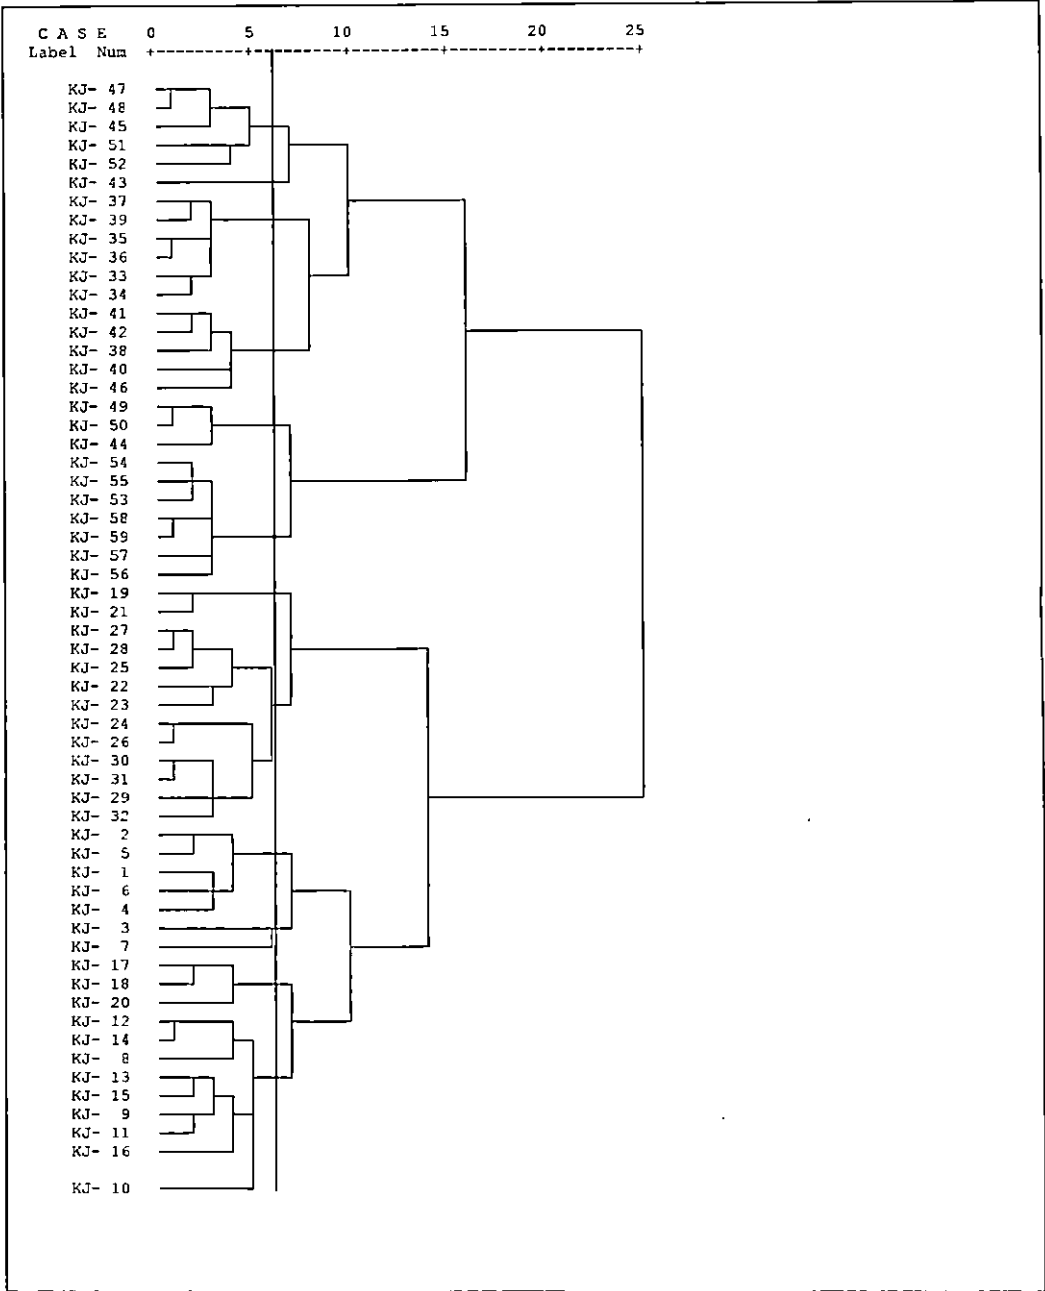 C A S E 0 5 10 15 20 25
Label Num +---------+---------+---------+---------+---------+
KJ- 47
KJ- 48
KJ- 45
KJ- 51
KJ- 52
KJ- 43
KJ- 37
KJ- 39
KJ- 35
KJ- 36
KJ- 33
KJ- 34
KJ- 41
KJ- 42
KJ- 38
KJ- 40
KJ- 46
KJ- 49
KJ- 50
KJ- 44
KJ- 54
KJ- 55
KJ- 53
KJ- 58
KJ- 59
KJ- 57
KJ- 56
KJ- 19
KJ- 21
KJ- 27
KJ- 28
KJ- 25
KJ- 22
KJ- 23
KJ- 24
KJ- 26
KJ- 30
KJ- 31
KJ- 29
KJ- 32
KJ- 2
KJ- 5
KJ- 1
KJ- 6
KJ- 4
KJ- 3
KJ- 7
KJ- 17
KJ- 18
KJ- 20
KJ- 12
KJ- 14
KJ- 8
KJ- 13
KJ- 15
KJ- 9
KJ- 11
KJ- 16
KJ- 10